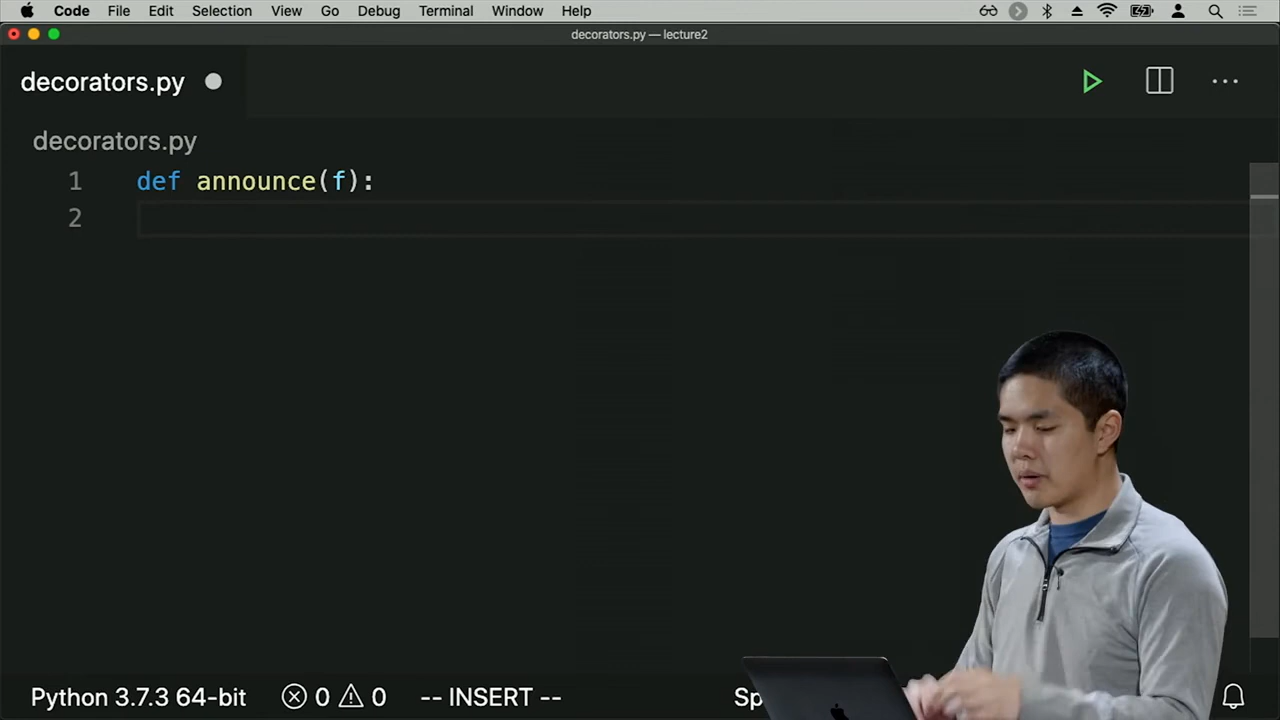 Code File Edit Selection View Go Debug Terminal Window Help
decorators.py — lecture2
decorators.py
decorators.py
1 def announce(f):
2
Python 3.7.3 64-bit 0 0 -- INSERT -- Sp